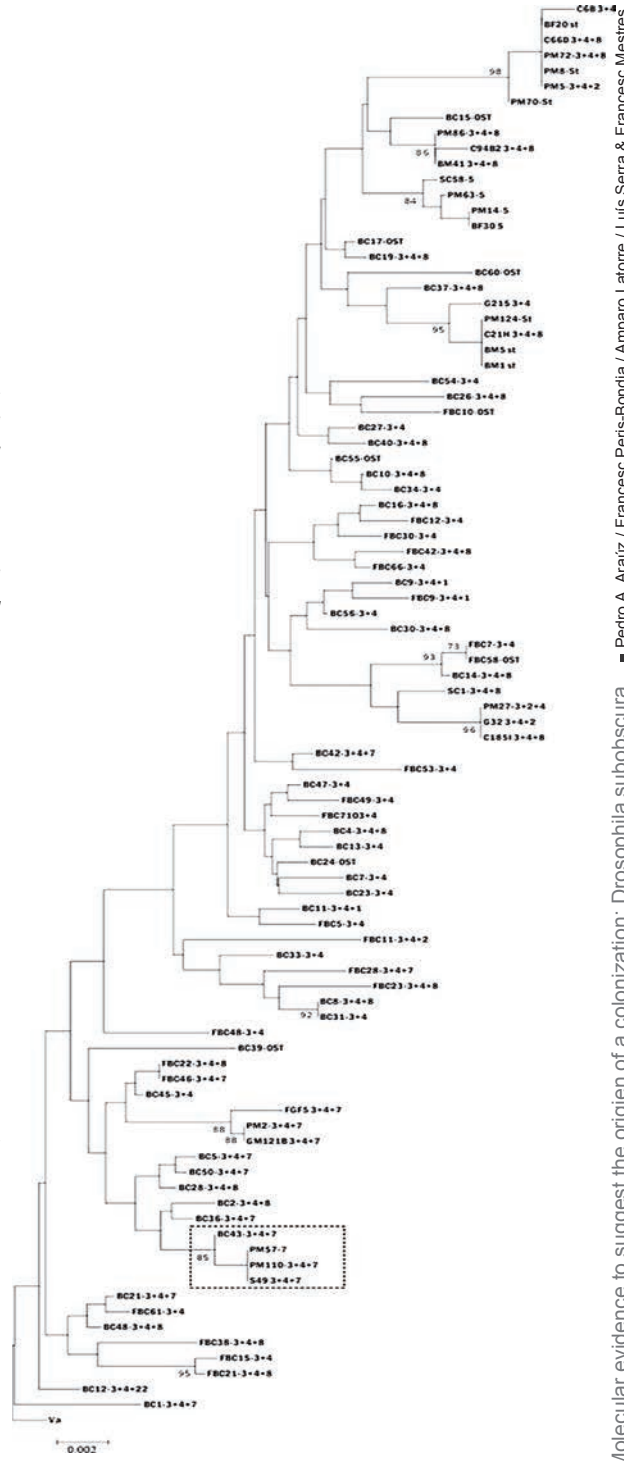 C6B 3+4
BF20 st
C66D 3+4+8
PM72-3+4+8
PM8-St
PM5-3+4+2
98
PM70-St
BC15-OST
PM86-3+4+8
C94B2 3+4+8
86
BM41 3+4+8
SC58-5
PM63-5
84
PM14-5
BF30 5
BC17-OST
BC19-3+4+8
BC60-OST
BC37-3+4+8
G215 3+4
PM124-St
C21H 3+4+8
95
BM5 st
BM1 st
BC54-3+4
BC26-3+4+8
FBC10-OST
BC27-3+4
BC40-3+4+8
BC55-OST
BC10-3+4+8
BC34-3+4
BC16-3+4+8
FBC12-3+4
FBC30-3+4
FBC42-3+4+8
FBC66-3+4
BC9-3+4+1
FBC9-3+4+1
BC56-3+4
BC30-3+4+8
73
FBC7-3+4
93
FBC58-OST
BC14-3+4+8
SC1-3+4+8
PM27-3+2+4
G32 3+4+2
96
C185I 3+4+8
BC42-3+4+7
FBC53-3+4
BC47-3+4
FBC49-3+4
FBC71O3+4
BC4-3+4+8
BC13-3+4
BC24-OST
BC7-3+4
BC23-3+4
BC11-3+4+1
FBC5-3+4
FBC11-3+4+2
BC33-3+4
FBC28-3+4+7
FBC23-3+4+8
BC8-3+4+8
92
BC31-3+4
FBC48-3+4
BC39-OST
FBC22-3+4+8
FBC46-3+4+7
BC45-3+4
FGF5 3+4+7
88
PM2-3+4+7
88
GM121B 3+4+7
BC5-3+4+7
BC50-3+4+7
BC28-3+4+8
BC2-3+4+8
BC36-3+4+7
BC43-3+4+7
85
PM57-7
PM110-3+4+7
S49 3+4+7
BC21-3+4+7
FBC61-3+4
BC48-3+4+8
FBC38-3+4+8
FBC15-3+4
95
FBC21-3+4+8
BC12-3+4+22
BC1-3+4+7
Va
0.002
Molecular evidence to suggest the origien of a colonization: Drosophila subobscura
■ Pedro A. Araúz / Francesc Peris-Bondia / Amparo Latorre / Luís Serra & Francesc Mestres